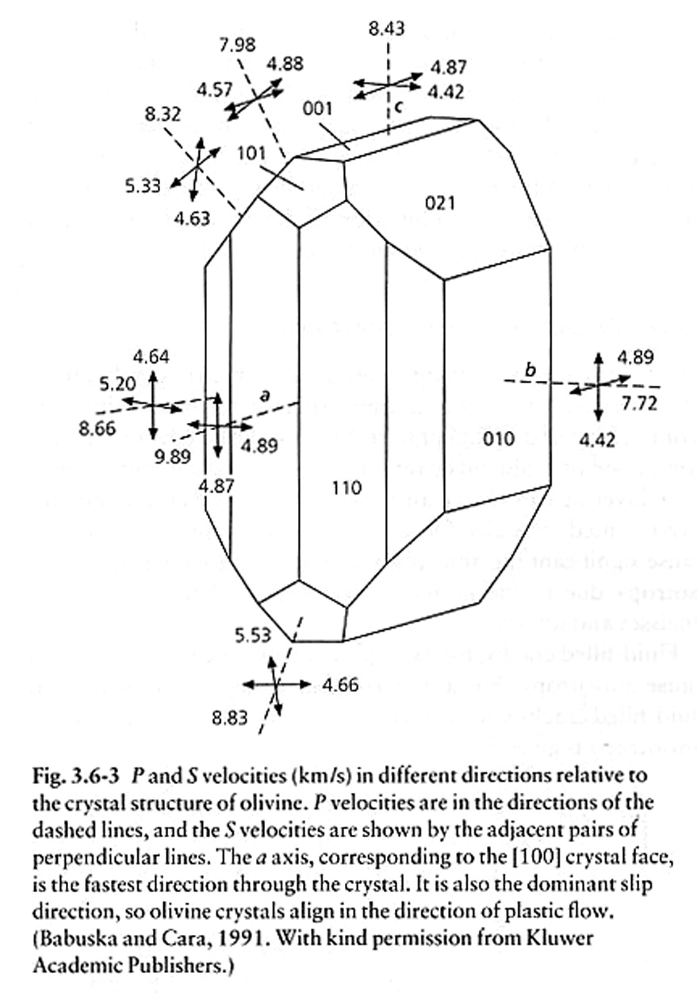 8.43
7.98
4.88
4.87
4.57
4.42
8.32
001
c
101
5.33
021
4.63
4.64
4.89
5.20
a
b
7.72
8.66
9.89
4.89
010
4.42
4.87
110
5.53
4.66
8.83
Fig. 3.6-3 P and S velocities (km/s) in different directions relative to
the crystal structure of olivine. P velocities are in the directions of the
dashed lines, and the S velocities are shown by the adjacent pairs of
perpendicular lines. The a axis, corresponding to the [100] crystal face,
is the fastest direction through the crystal. It is also the dominant slip
direction, so olivine crystals align in the direction of plastic flow.
(Babuska and Cara, 1991. With kind permission from Kluwer
Academic Publishers.)